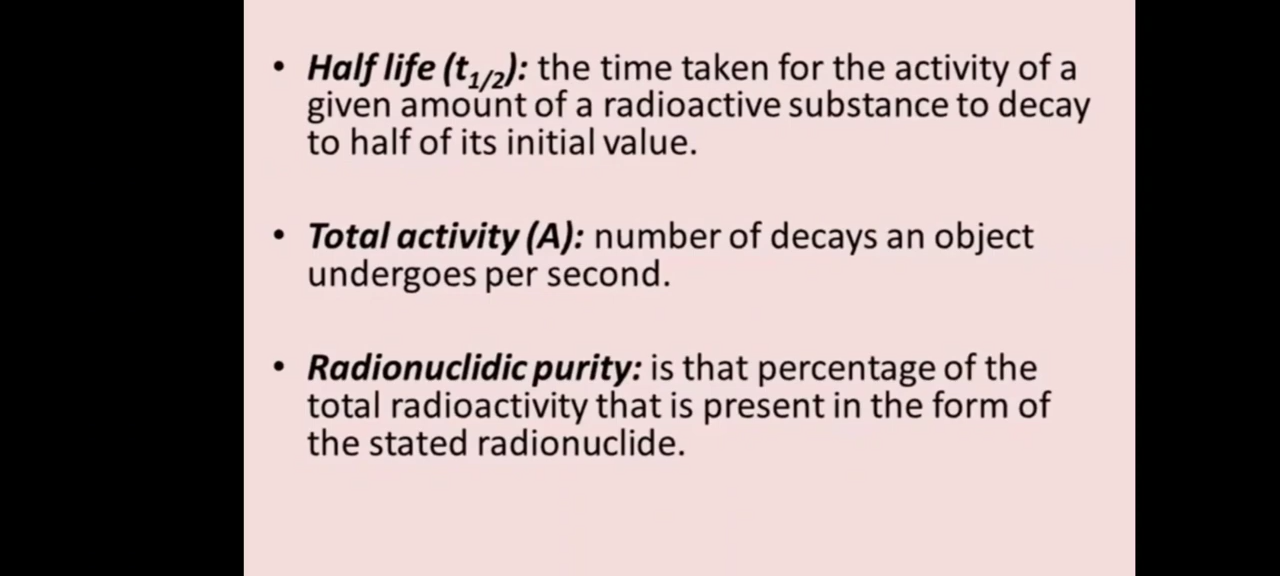 • Half life (t1/2): the time taken for the activity of a
given amount of a radioactive substance to decay
to half of its initial value.
• Total activity (A): number of decays an object
undergoes per second.
• Radionuclidic purity: is that percentage of the
total radioactivity that is present in the form of
the stated radionuclide.